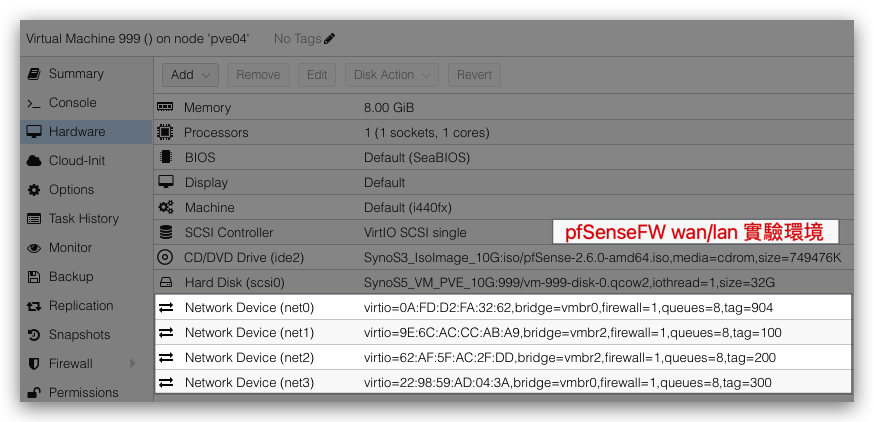 Virtual Machine 999 () on node 'pve04' No Tags
Summary
Console
Hardware
Cloud-Init
Options
Task History
Monitor
Backup
Replication
Snapshots
Firewall
Permissions
Add Remove Edit Disk Action Revert
Memory 8.00 GiB
Processors 1 (1 sockets, 1 cores)
BIOS Default (SeaBIOS)
Display Default
Machine Default (i440fx)
SCSI Controller VirtIO SCSI single
pfSenseFW wan/lan 實驗環境
CD/DVD Drive (ide2) SynoS3_IsoImage_10G:iso/pfSense-2.6.0-amd64.iso,media=cdrom,size=749476K
Hard Disk (scsi0) SynoS5_VM_PVE_10G:999/vm-999-disk-0.qcow2,iothread=1,size=32G
Network Device (net0) virtio=0A:FD:D2:FA:32:62,bridge=vmbr0,firewall=1,queues=8,tag=904
Network Device (net1) virtio=9E:6C:AC:CC:AB:A9,bridge=vmbr2,firewall=1,queues=8,tag=100
Network Device (net2) virtio=62:AF:5F:AC:2F:DD,bridge=vmbr2,firewall=1,queues=8,tag=200
Network Device (net3) virtio=22:98:59:AD:04:3A,bridge=vmbr0,firewall=1,queues=8,tag=300